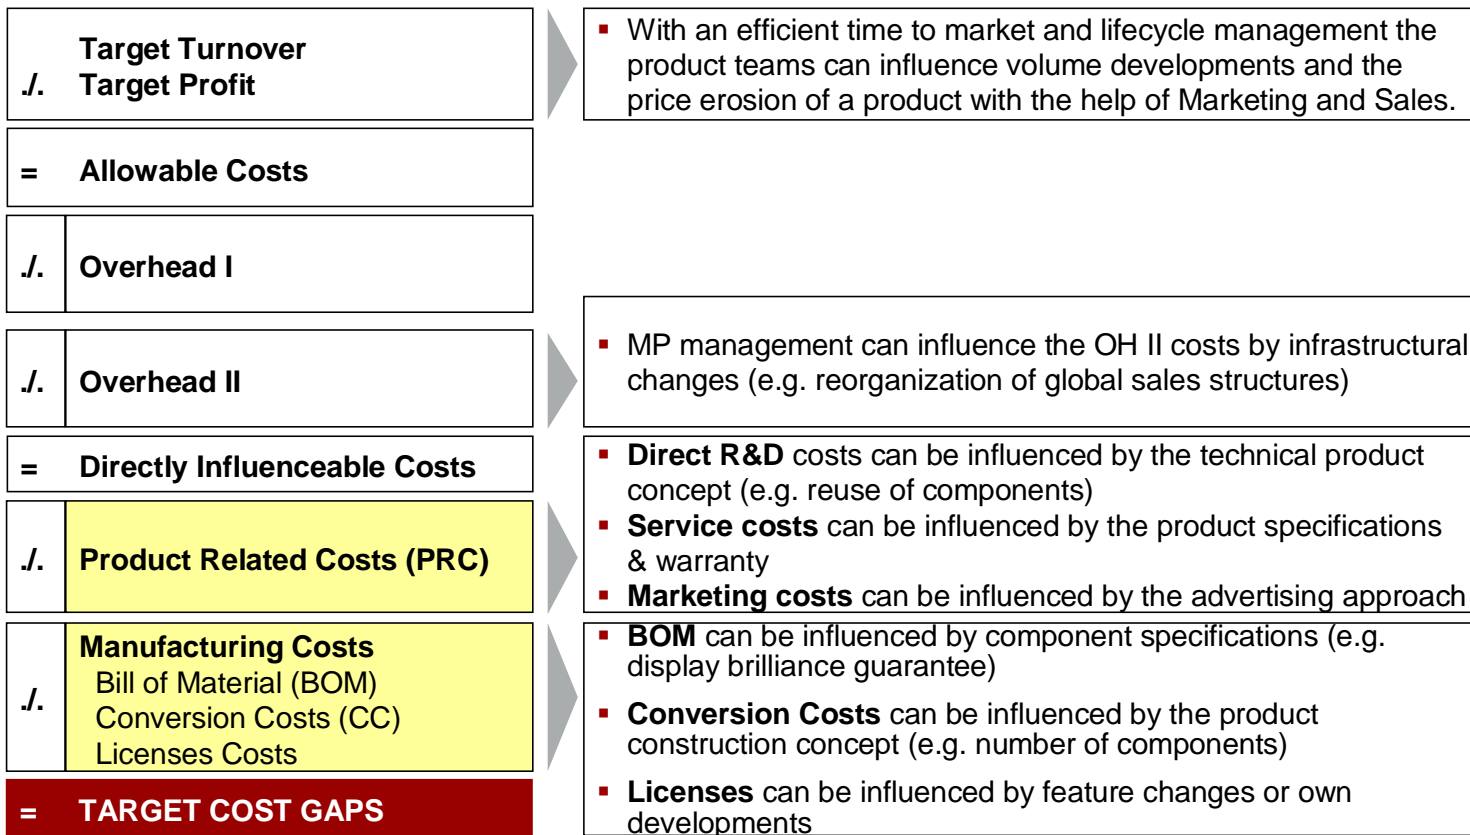 Target Turnover
./. Target Profit
▪ With an efficient time to market and lifecycle management the
product teams can influence volume developments and the
price erosion of a product with the help of Marketing and Sales.
= Allowable Costs
./. Overhead I
./. Overhead II
▪ MP management can influence the OH II costs by infrastructural
changes (e.g. reorganization of global sales structures)
= Directly Influenceable Costs
./. Product Related Costs (PRC)
▪ Direct R&D costs can be influenced by the technical product
concept (e.g. reuse of components)
▪ Service costs can be influenced by the product specifications
& warranty
▪ Marketing costs can be influenced by the advertising approach
Manufacturing Costs
./. Bill of Material (BOM)
Conversion Costs (CC)
Licenses Costs
▪ BOM can be influenced by component specifications (e.g.
display brilliance guarantee)
▪ Conversion Costs can be influenced by the product
construction concept (e.g. number of components)
▪ Licenses can be influenced by feature changes or own
developments
= TARGET COST GAPS